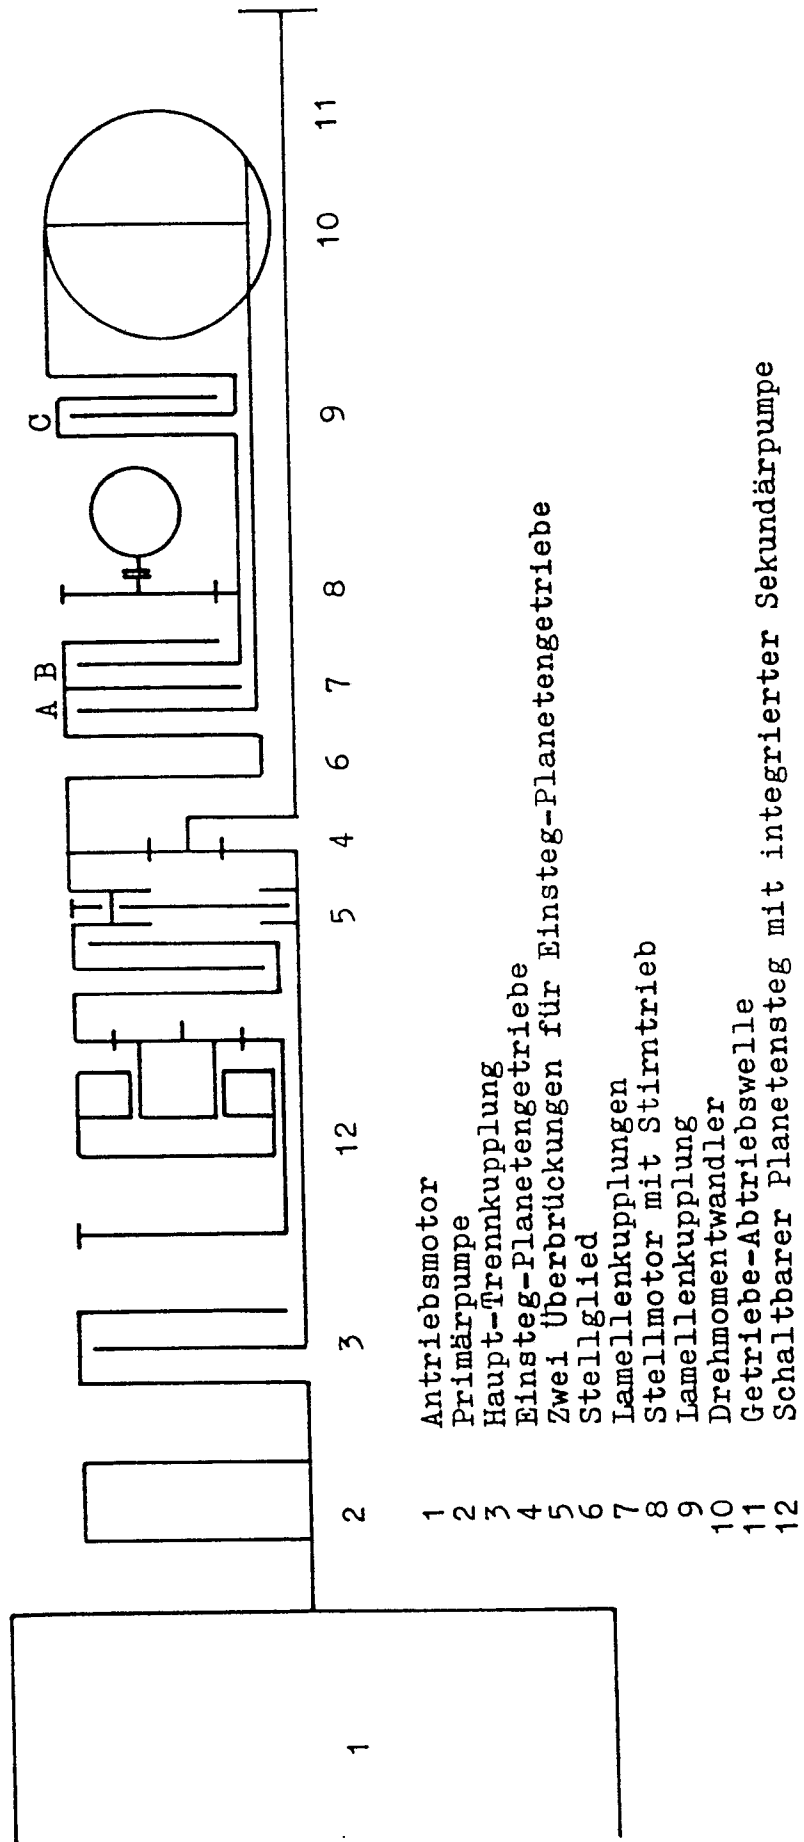 A B C
1 2 3 12 5 4 6 7 8 9 10 11
1 Antriebsmotor
2 Primärpumpe
3 Haupt-Trennkupplung
4 Einsteg-Planetengetriebe
5 Zwei Überbrückungen für Einsteg-Planetengetriebe
6 Stellglied
7 Lamellenkupplungen
8 Stellmotor mit Stirntrieb
9 Lamellenkupplung
10 Drehmomentwandler
11 Getriebe-Abtriebswelle
12 Schaltbarer Planetensteg mit integrierter Sekundärpumpe